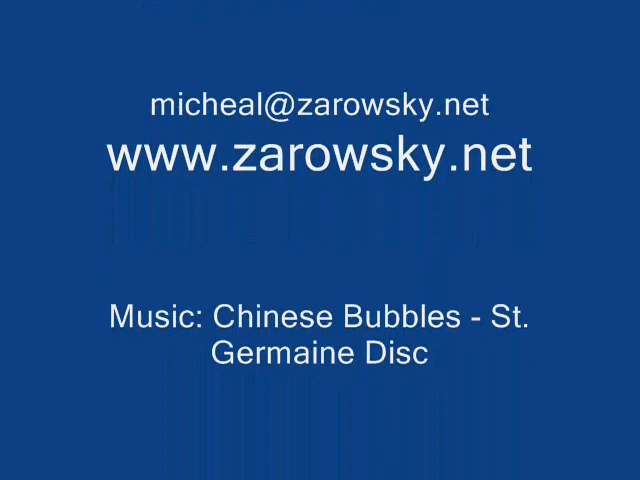 micheal@zarowsky.net
www.zarowsky.net
Music: Chinese Bubbles - St.
Germaine Disc